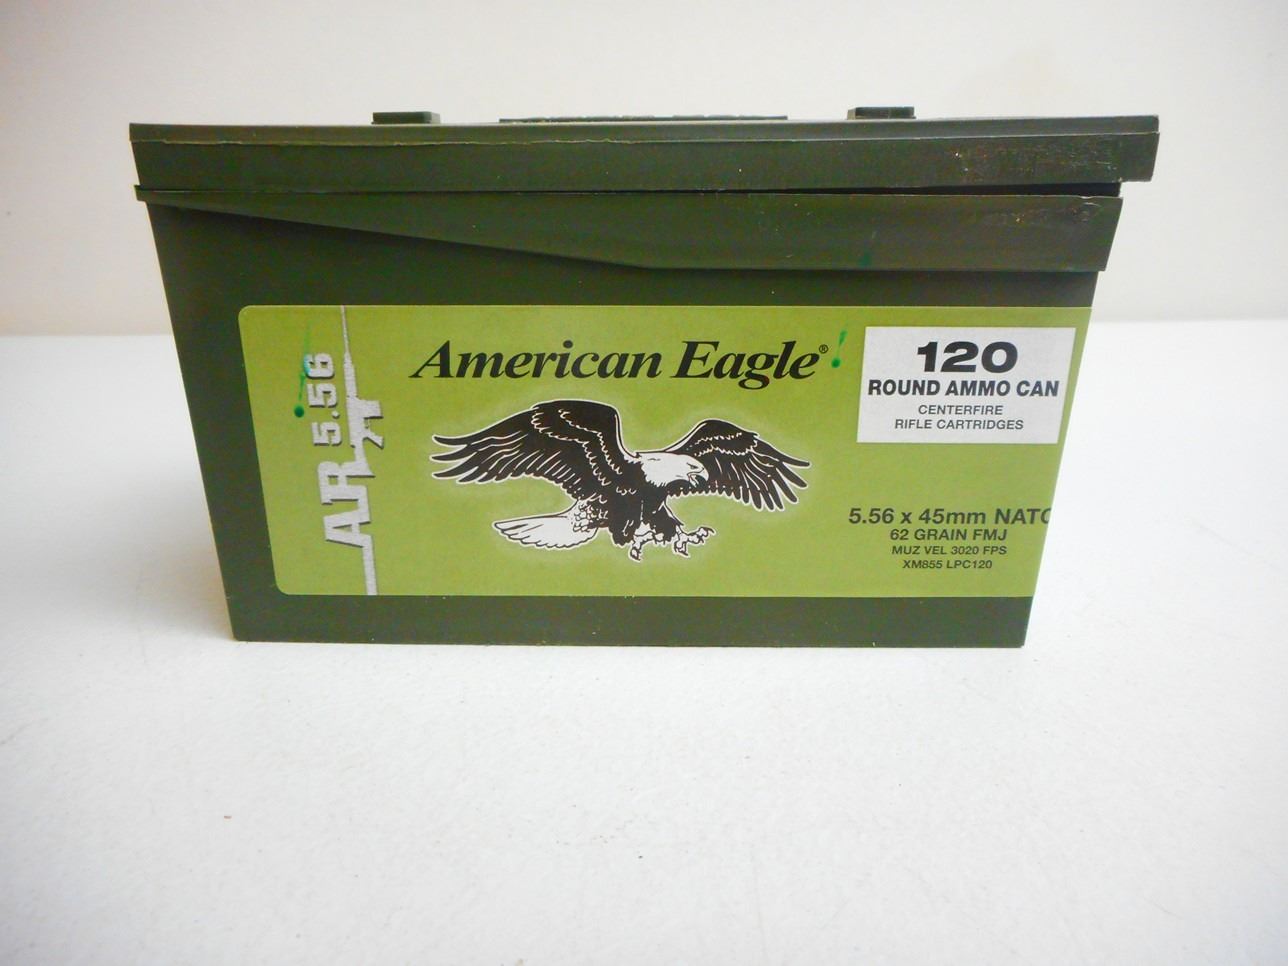 AR 5.56
American Eagle®
120
ROUND AMMO CAN
CENTERFIRE
RIFLE CARTRIDGES
5.56 x 45mm NATO
62 GRAIN FMJ
MUZ VEL 3020 FPS
XM855 LPC120